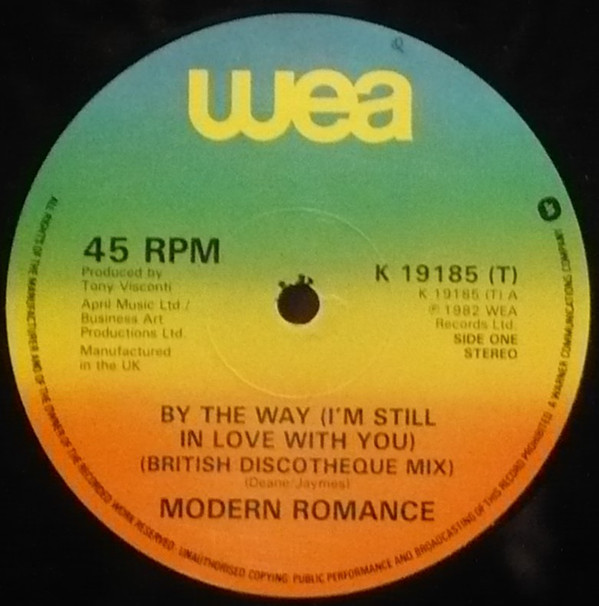 wea
45 RPM
Produced by
Tony Visconti
April Music Ltd./
Business Art
Productions Ltd.
Manufactured
in the UK
K 19185 (T)
K 19185 (T) A
℗ 1982 WEA
Records Ltd.
SIDE ONE
STEREO
BY THE WAY (I'M STILL
IN LOVE WITH YOU)
(BRITISH DISCOTHEQUE MIX)
(Deane/Jaymes)
MODERN ROMANCE
ALL RIGHTS OF THE MANUFACTURER AND OF THE OWNER OF THE RECORDED WORK RESERVED. UNAUTHORISED COPYING, PUBLIC PERFORMANCE AND BROADCASTING OF THIS RECORD PROHIBITED. A WARNER COMMUNICATIONS COMPANY